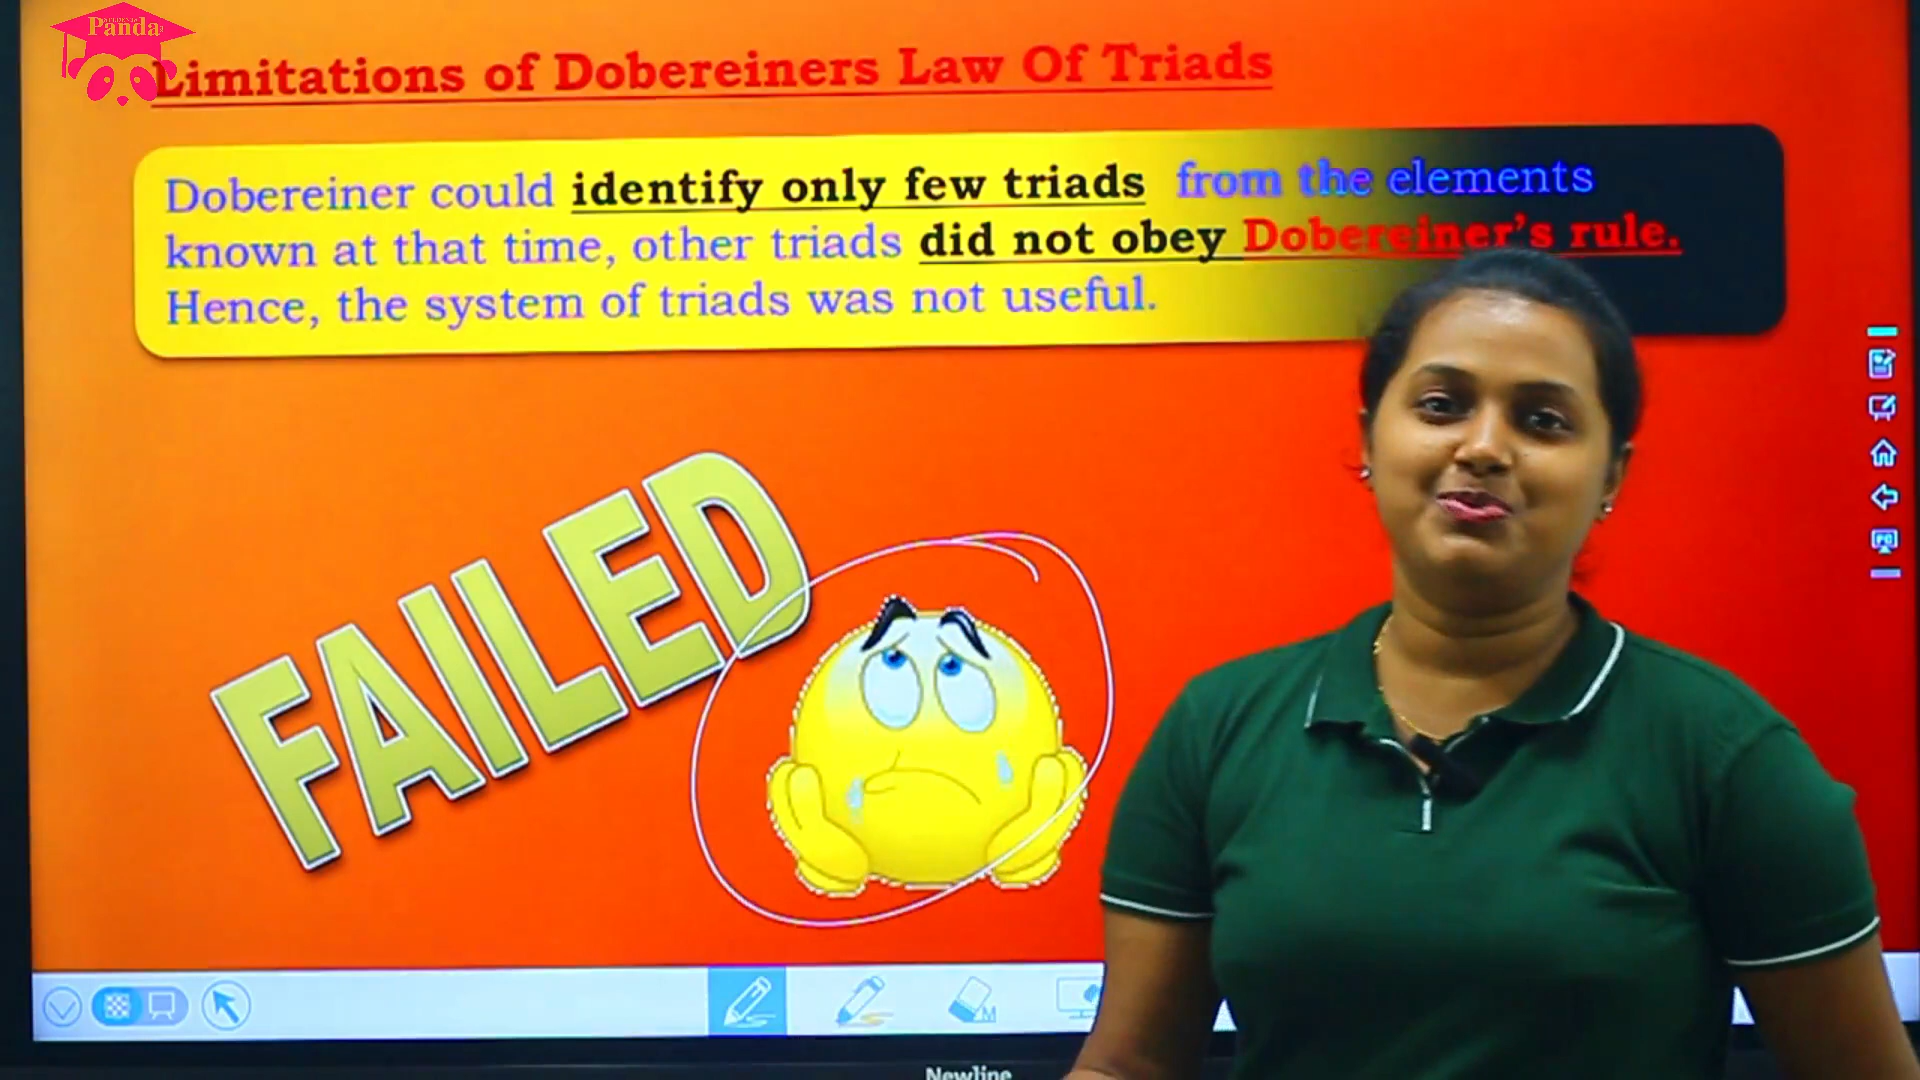 Panda
Limitations of Dobereiners Law Of Triads
Dobereiner could identify only few triads from the elements
known at that time, other triads did not obey Dobereiner's rule.
Hence, the system of triads was not useful.
FAILED
PC
M
Newline